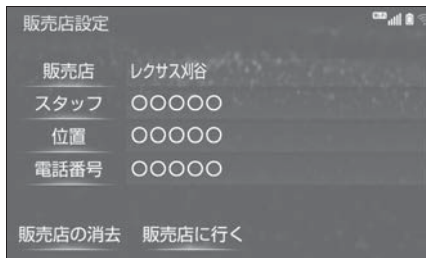 販売店設定
販売店 レクサス刈谷
スタッフ ○○○○○
位置 ○○○○○
電話番号 ○○○○○
販売店の消去 販売店に行く